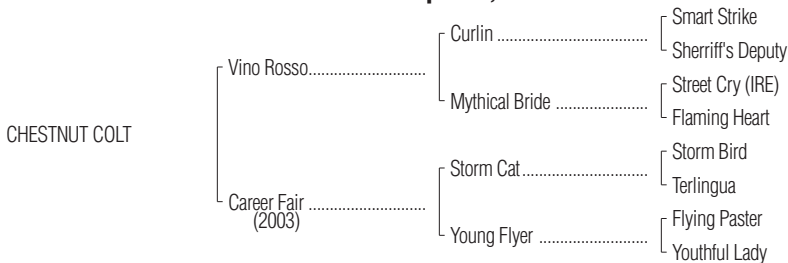 Smart Strike
Curlin
Sherriff's Deputy
Vino Rosso
Street Cry (IRE)
Mythical Bride
Flaming Heart
CHESTNUT COLT
Storm Bird
Storm Cat
Terlingua
Career Fair
(2003)
Flying Paster
Young Flyer
Youthful Lady